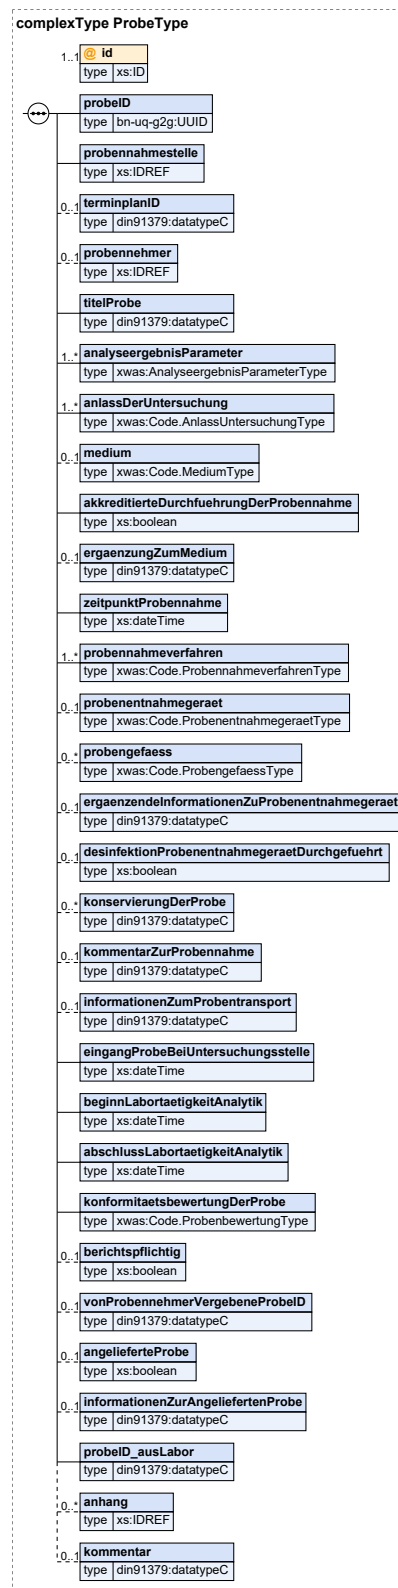 complexType ProbeType
1..1 @ id
type xs:ID
probeID
type bn-uq-g2g:UUID
probennahmestelle
type xs:IDREF
0..1 terminplanID
type din91379:datatypeC
0..1 probennehmer
type xs:IDREF
titelProbe
type din91379:datatypeC
1..* analyseergebnisParameter
type xwas:AnalyseergebnisParameterType
1..* anlassDerUntersuchung
type xwas:Code.AnlassUntersuchungType
0..1 medium
type xwas:Code.MediumType
akkreditierteDurchfuehrungDerProbennahme
type xs:boolean
0..1 ergaenzungZumMedium
type din91379:datatypeC
zeitpunktProbennahme
type xs:dateTime
1..* probennahmeverfahren
type xwas:Code.ProbennahmeverfahrenType
0..1 probenentnahmegeraet
type xwas:Code.ProbenentnahmegeraetType
0..* probengefaess
type xwas:Code.ProbengefaessType
0..1 ergaenzendeInformationenZuProbenentnahmegeraet
type din91379:datatypeC
0..1 desinfektionProbenentnahmegeraetDurchgefuehrt
type xs:boolean
0..* konservierungDerProbe
type din91379:datatypeC
0..1 kommentarZurProbennahme
type din91379:datatypeC
0..1 informationenZumProbentransport
type din91379:datatypeC
eingangProbeBeiUntersuchungsstelle
type xs:dateTime
beginnLabortaetigkeitAnalytik
type xs:dateTime
abschlussLabortaetigkeitAnalytik
type xs:dateTime
konformitaetsbewertungDerProbe
type xwas:Code.ProbenbewertungType
0..1 berichtspflichtig
type xs:boolean
0..1 vonProbennehmerVergebeneProbeID
type din91379:datatypeC
0..1 angelieferteProbe
type xs:boolean
0..1 informationenZurAngeliefertenProbe
type din91379:datatypeC
probeID_ausLabor
type din91379:datatypeC
0..* anhang
type xs:IDREF
0..1 kommentar
type din91379:datatypeC